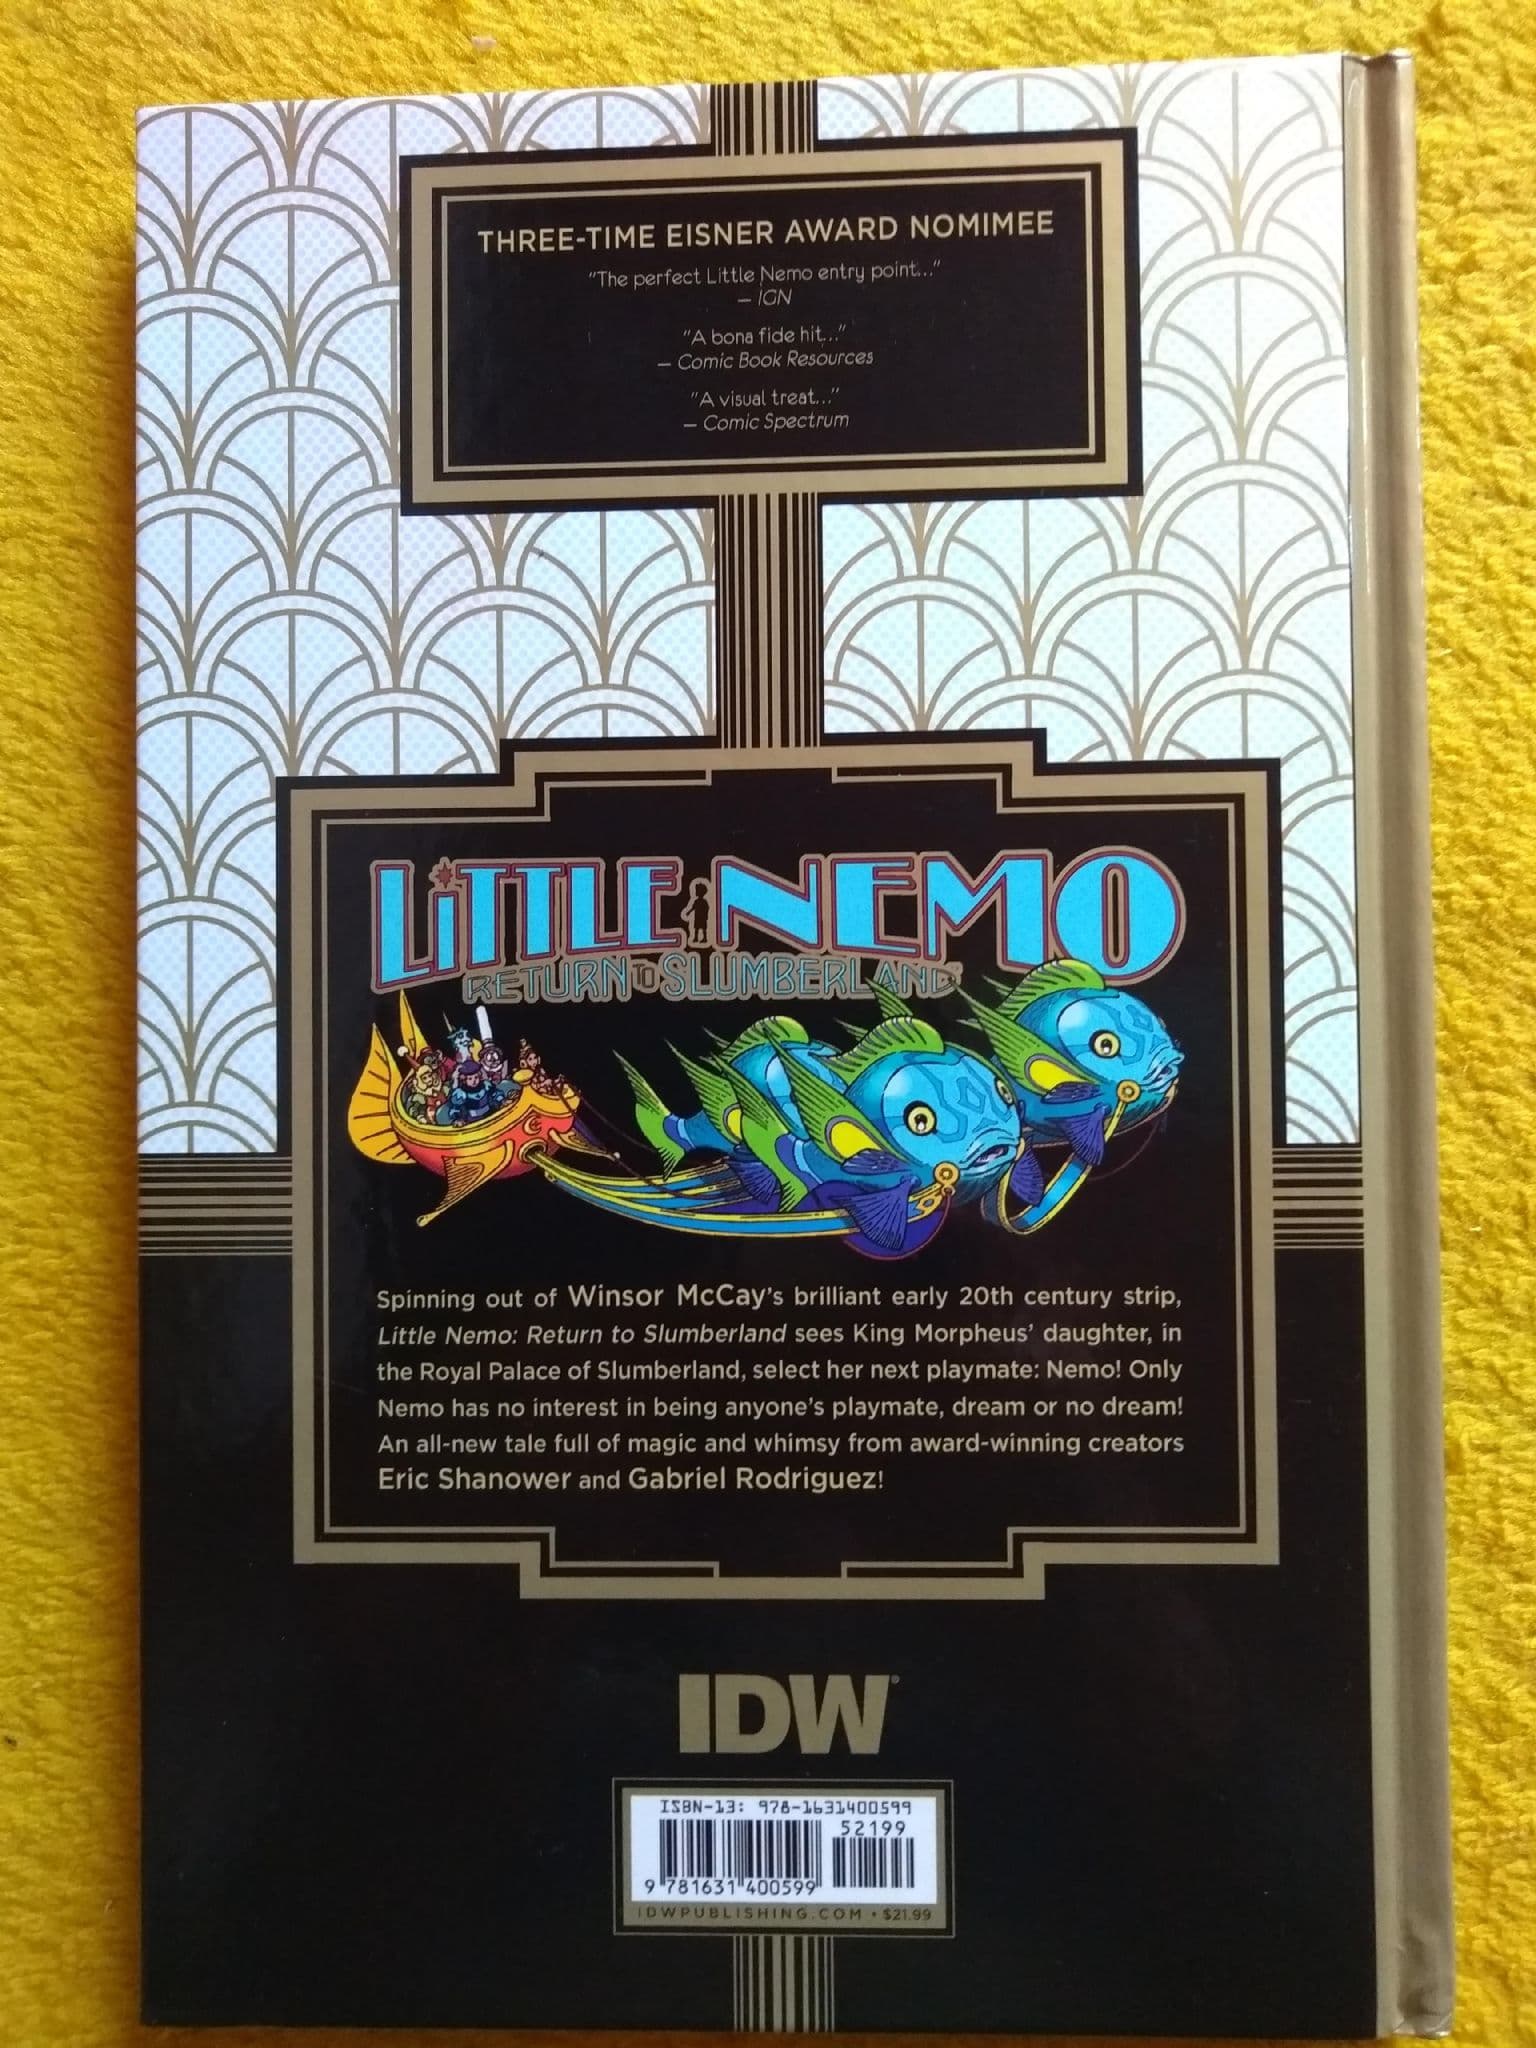 THREE-TIME EISNER AWARD NOMIMEE
"The perfect Little Nemo entry point..."
– IGN
"A bona fide hit..."
– Comic Book Resources
"A visual treat..."
– Comic Spectrum
LiTTLE NEMO
RETURN TO SLUMBERLAND
Spinning out of Winsor McCay's brilliant early 20th century strip,
Little Nemo: Return to Slumberland sees King Morpheus' daughter, in
the Royal Palace of Slumberland, select her next playmate: Nemo! Only
Nemo has no interest in being anyone's playmate, dream or no dream!
An all-new tale full of magic and whimsy from award-winning creators
Eric Shanower and Gabriel Rodriguez!
IDW®
ISBN-13: 978-1631400599
52199
9 781631 400599
IDWPUBLISHING.COM • $21.99